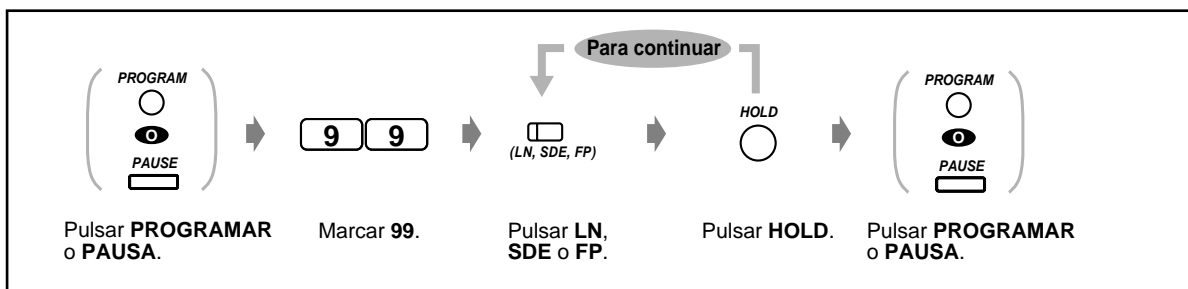 Para continuar
PROGRAM
O
PAUSE
9 9
(LN, SDE, FP)
HOLD
PROGRAM
O
PAUSE
Pulsar PROGRAMAR
o PAUSA.
Marcar 99.
Pulsar LN,
SDE o FP.
Pulsar HOLD.
Pulsar PROGRAMAR
o PAUSA.